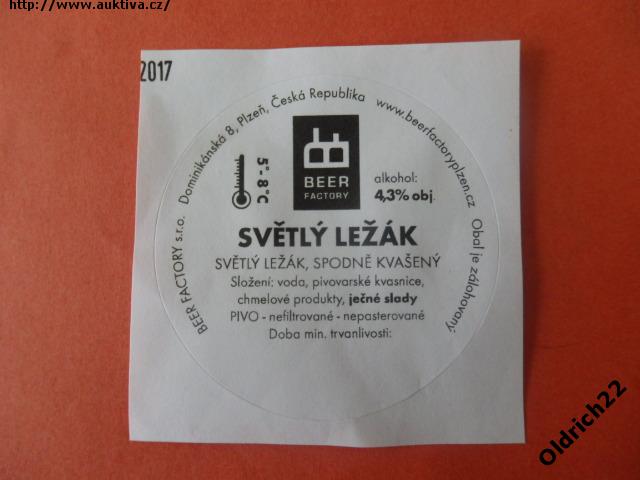 http://www.auktiva.cz/
2017
BEER FACTORY s.r.o. Dominikánská 8, Plzeň, Česká Republika www.beerfactoryplzen.cz
Obal je zálohovaný
5°- 8°C
BEER
FACTORY
alkohol:
4,3% obj.
SVĚTLÝ LEŽÁK
SVĚTLÝ LEŽÁK, SPODNĚ KVAŠENÝ
Složení: voda, pivovarské kvasnice,
chmelové produkty, ječné slady
PIVO - nefiltrované - nepasterované
Doba min. trvanlivosti:
Oldrich22